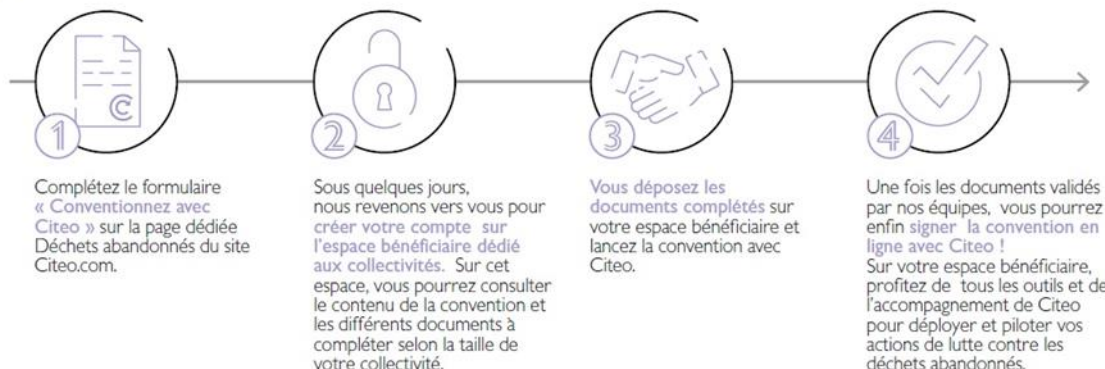 1
Complétez le formulaire
« Conventionnez avec
Citeo » sur la page dédiée
Déchets abandonnés du site
Citeo.com.
2
Sous quelques jours,
nous revenons vers vous pour
créer votre compte sur
l'espace bénéficiaire dédié
aux collectivités. Sur cet
espace, vous pourrez consulter
le contenu de la convention et
les différents documents à
compléter selon la taille de
votre collectivité.
3
Vous déposez les
documents complétés sur
votre espace bénéficiaire et
lancez la convention avec
Citeo.
4
Une fois les documents validés
par nos équipes, vous pourrez
enfin signer la convention en
ligne avec Citeo !
Sur votre espace bénéficiaire,
profitez de tous les outils et de
l'accompagnement de Citeo
pour déployer et piloter vos
actions de lutte contre les
déchets abandonnés.